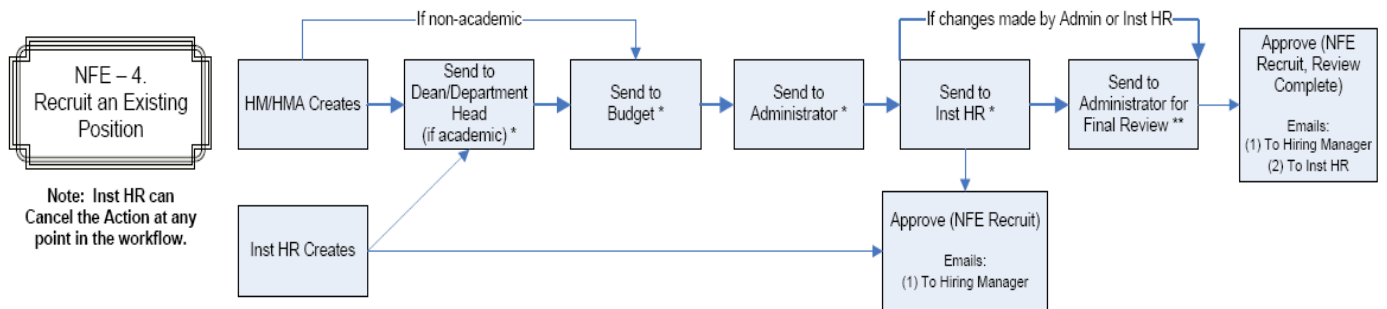 If non-academic
If changes made by Admin or Inst HR
NFE – 4.
Recruit an Existing
Position
Note: Inst HR can
Cancel the Action at any
point in the workflow.
HM/HMA Creates
Send to
Dean/Department
Head
(if academic) *
Send to
Budget *
Send to
Administrator *
Send to
Inst HR *
Send to
Administrator for
Final Review **
Approve (NFE
Recruit, Review
Complete)
Emails:
(1) To Hiring Manager
(2) To Inst HR
Inst HR Creates
Approve (NFE Recruit)
Emails:
(1) To Hiring Manager